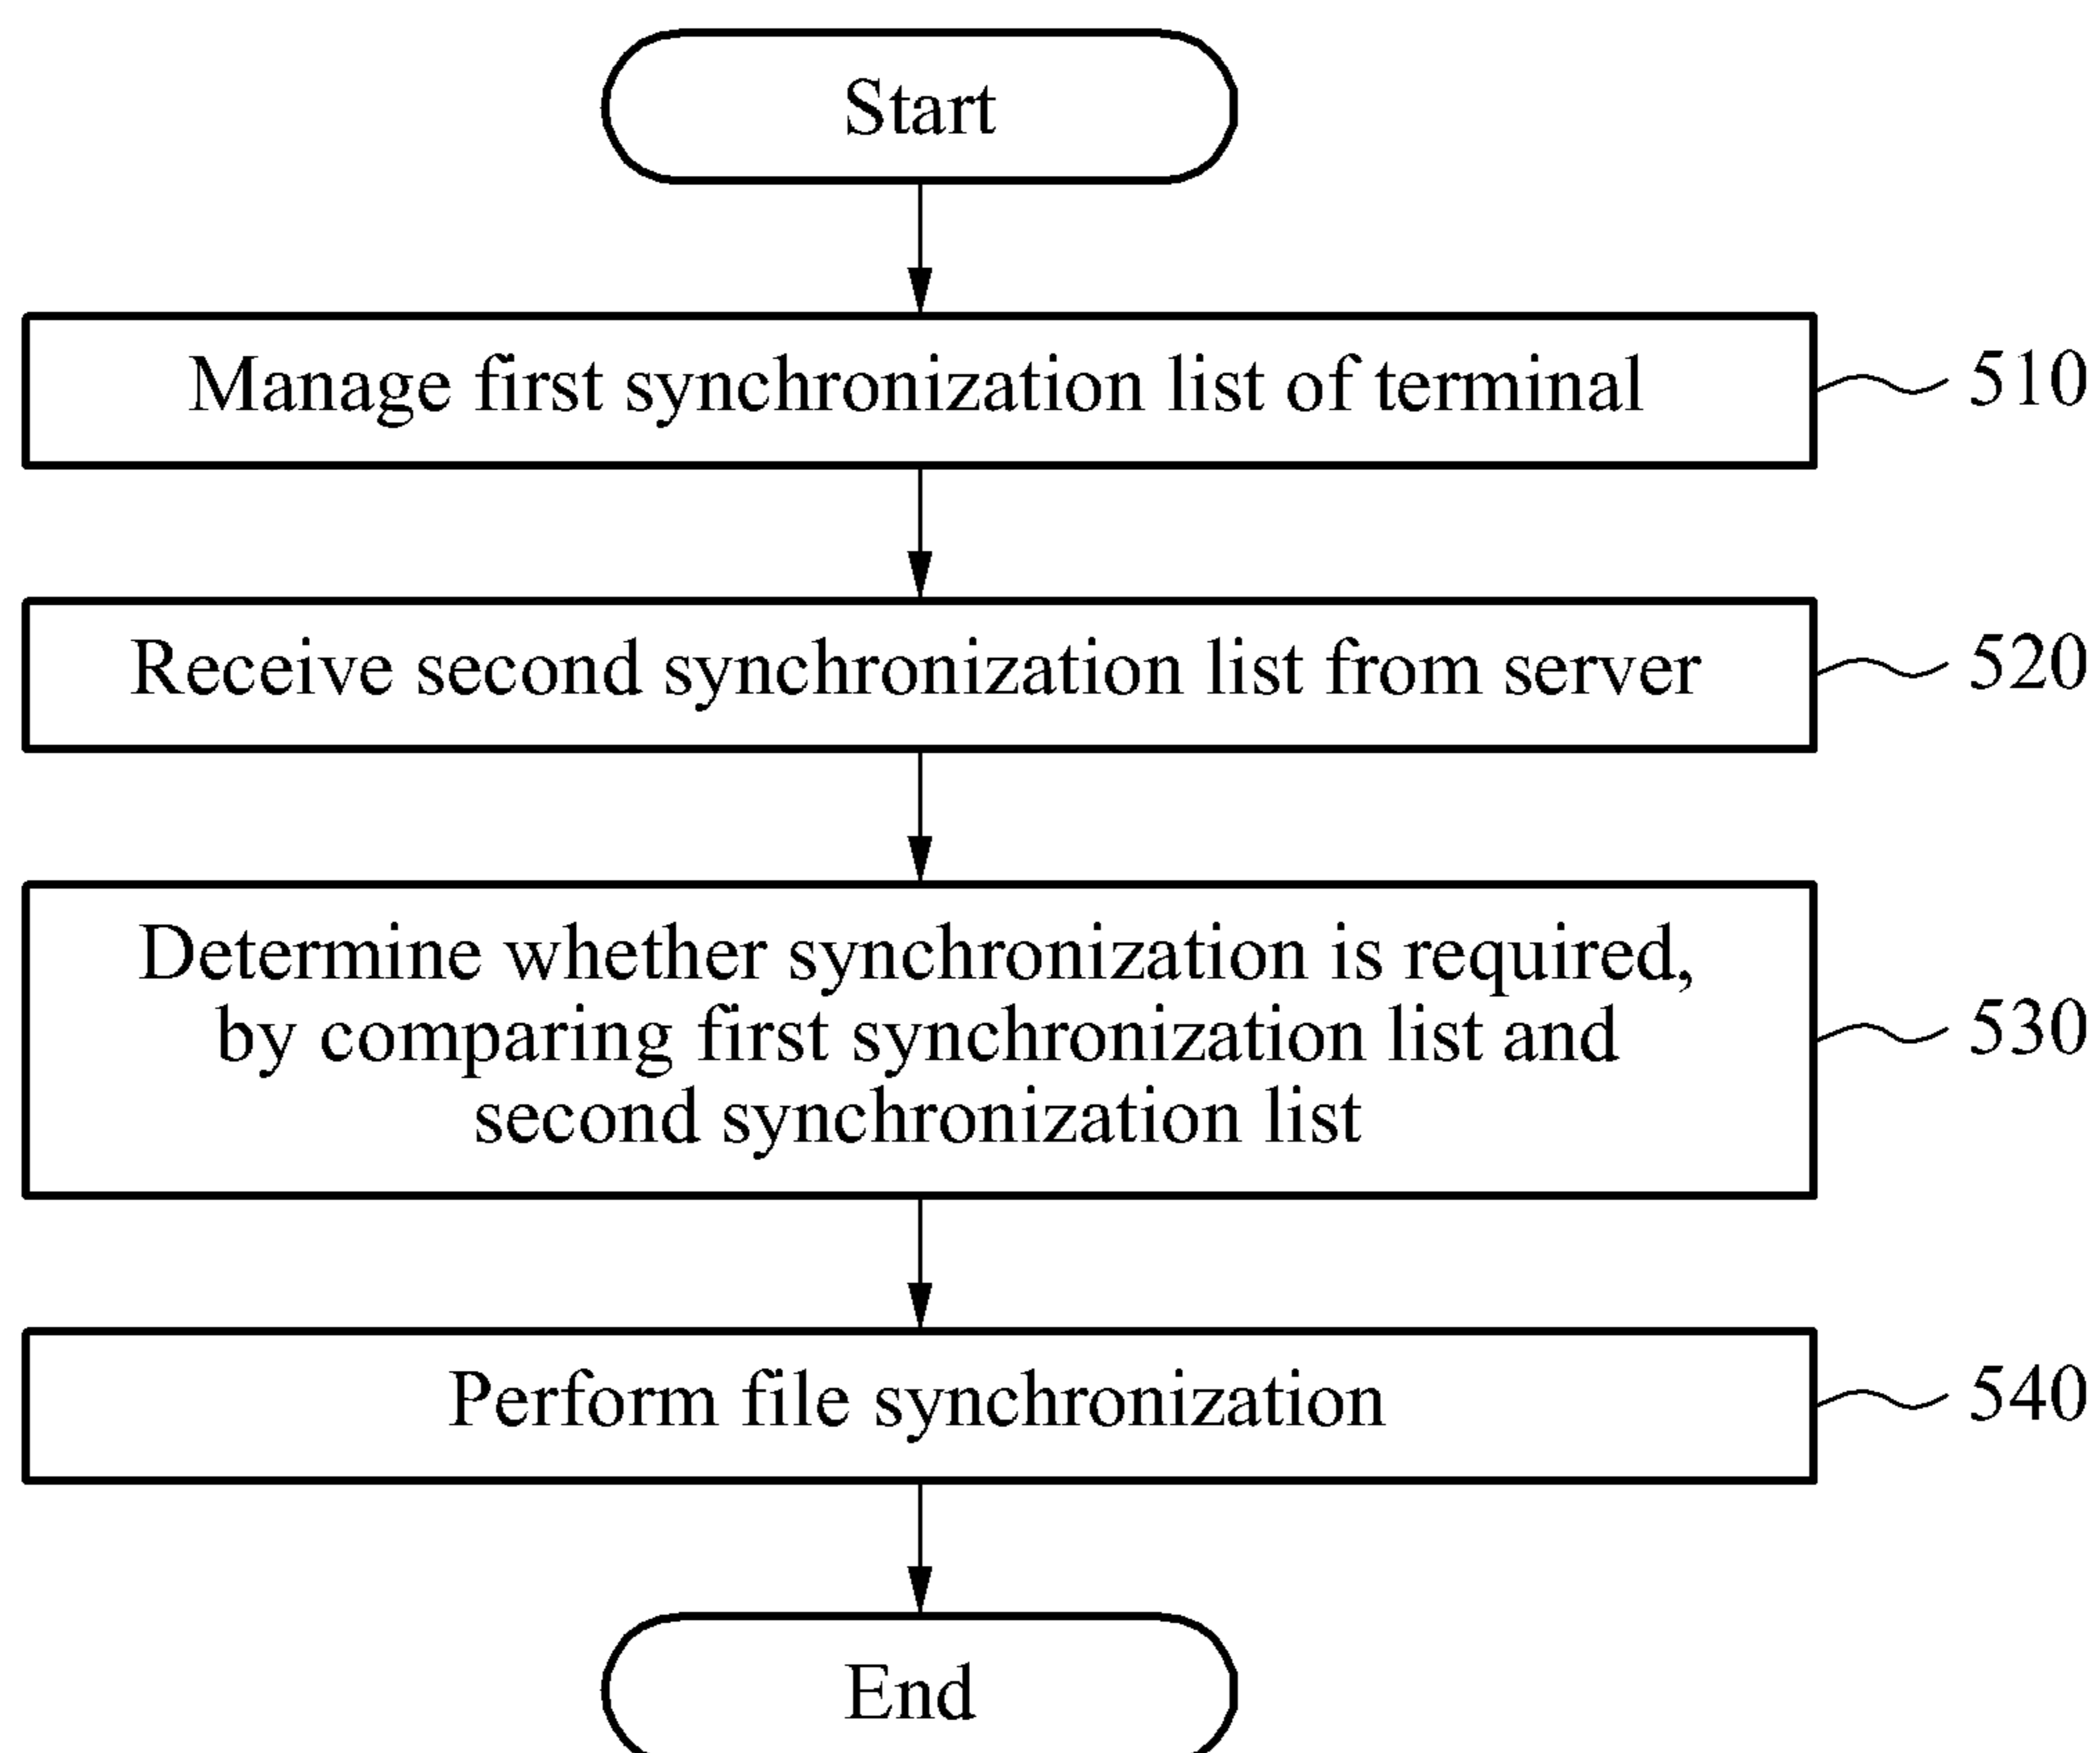 Start
Manage first synchronization list of terminal
510
Receive second synchronization list from server
520
Determine whether synchronization is required,
by comparing first synchronization list and
second synchronization list
530
Perform file synchronization
540
End